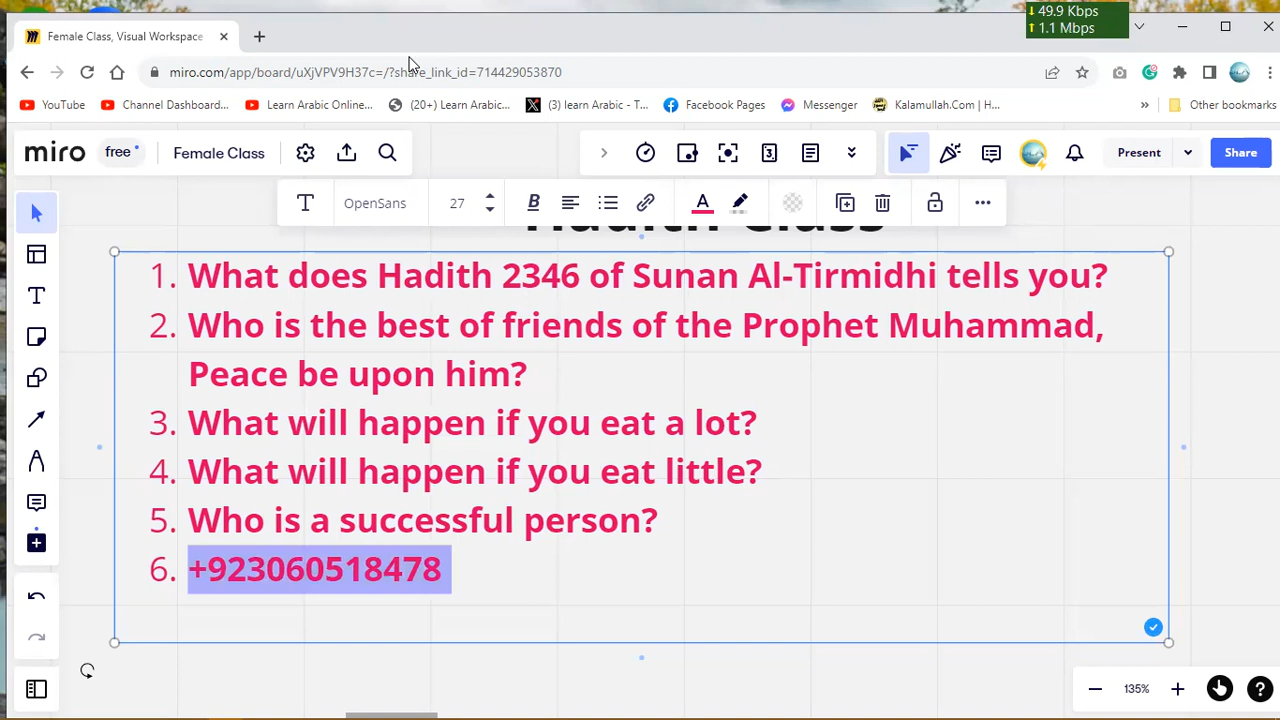 49.9 Kbps
1.1 Mbps
Female Class, Visual Workspace
miro.com/app/board/uXjVPV9H37c=/?share_link_id=714429053870
YouTube
Channel Dashboard...
Learn Arabic Online...
(20+) Learn Arabic...
(3) learn Arabic - T...
Facebook Pages
Messenger
Kalamullah.Com | H...
»
Other bookmarks
miro
free
Female Class
3
Present
Share
OpenSans
27
B
A
Hadith Class
1. What does Hadith 2346 of Sunan Al-Tirmidhi tells you?
2. Who is the best of friends of the Prophet Muhammad,
Peace be upon him?
3. What will happen if you eat a lot?
4. What will happen if you eat little?
5. Who is a successful person?
6. +923060518478
135%